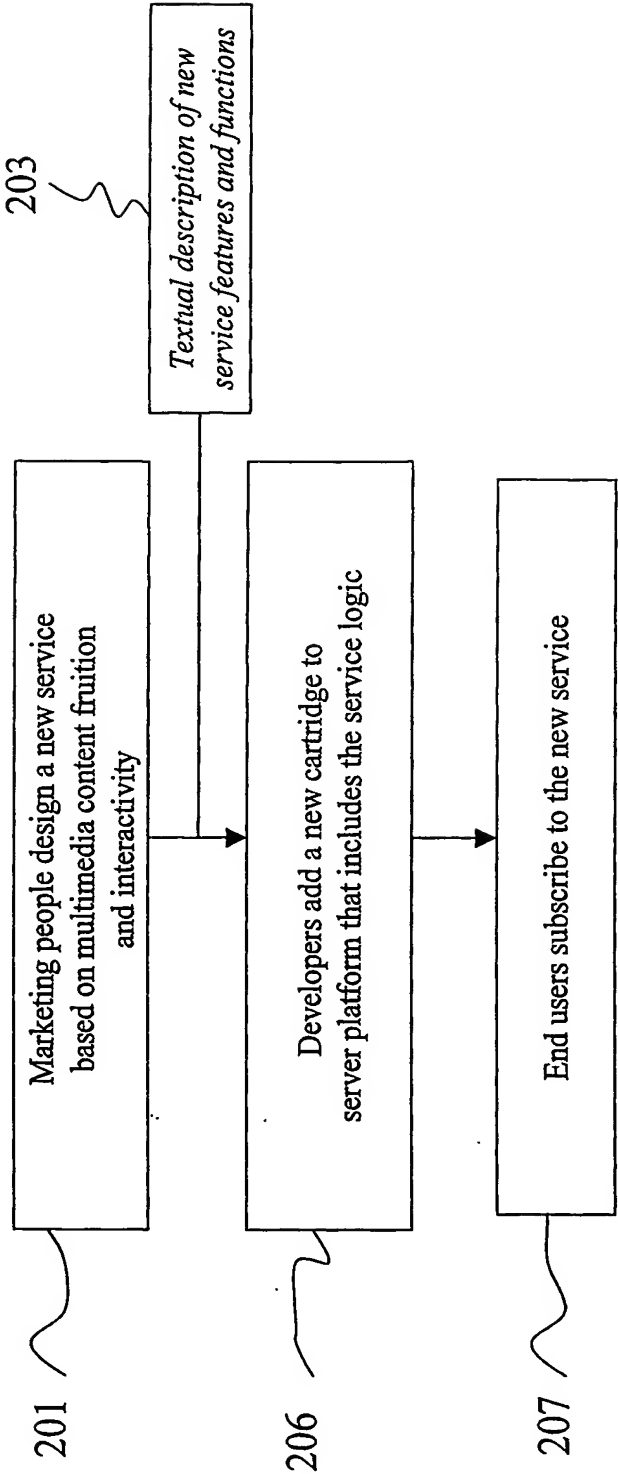 201
Marketing people design a new service
based on multimedia content fruition
and interactivity
203
Textual description of new
service features and functions
206
Developers add a new cartridge to
server platform that includes the service logic
207
End users subscribe to the new service